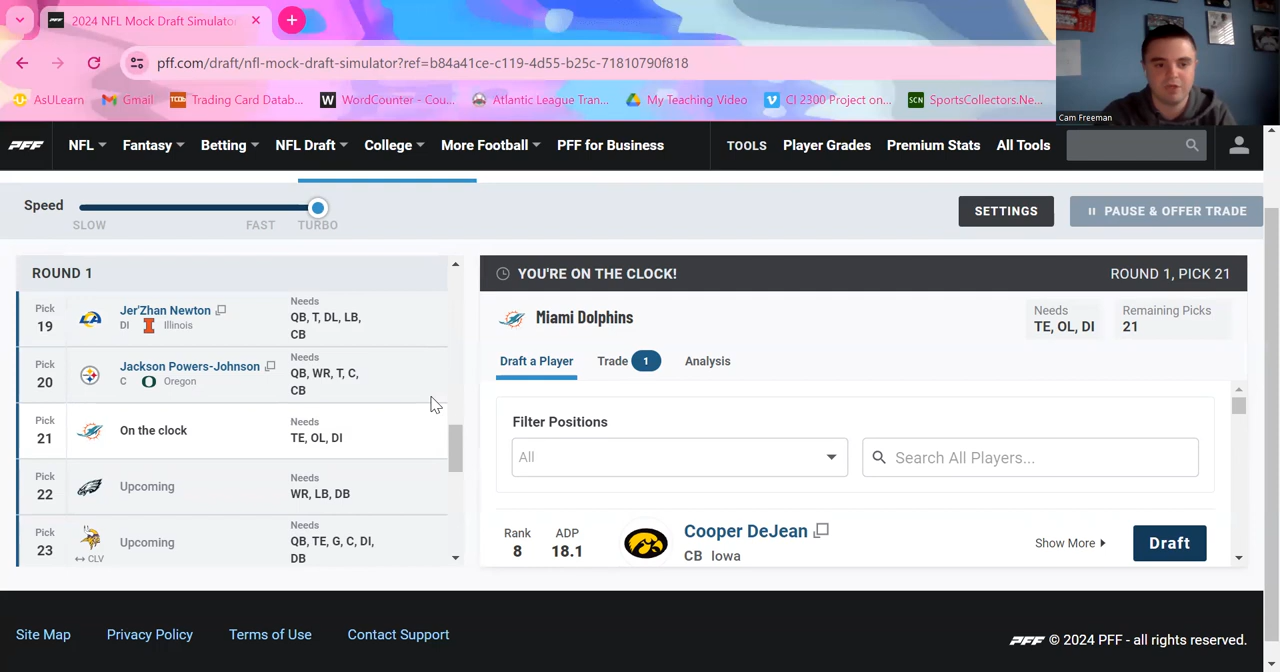 2024 NFL Mock Draft Simulato
pff.com/draft/nfl-mock-draft-simulator?ref=b84a41ce-c119-4d55-b25c-71810790f818
AsULearn Gmail Trading Card Datab... WordCounter - Cou... Atlantic League Tran... My Teaching Video CI 2300 Project on... SCN SportsCollectors.Ne...
Cam Freeman
PFF NFL Fantasy Betting NFL Draft College More Football PFF for Business TOOLS Player Grades Premium Stats All Tools
Speed
SLOW FAST TURBO
SETTINGS
PAUSE & OFFER TRADE
ROUND 1
Pick 19 Jer'Zhan Newton Needs
DI Illinois QB, T, DL, LB,
CB
Pick 20 Jackson Powers-Johnson Needs
C Oregon QB, WR, T, C,
CB
Pick 21 On the clock Needs
TE, OL, DI
Pick 22 Upcoming Needs
WR, LB, DB
Pick 23 Upcoming Needs
QB, TE, G, C, DI,
↔ CLV DB
YOU'RE ON THE CLOCK! ROUND 1, PICK 21
Miami Dolphins
Needs
TE, OL, DI
Remaining Picks
21
Draft a Player Trade 1 Analysis
Filter Positions
All
Search All Players...
Rank ADP
8 18.1
Cooper DeJean
CB Iowa
Show More
Draft
Site Map Privacy Policy Terms of Use Contact Support
PFF © 2024 PFF - all rights reserved.